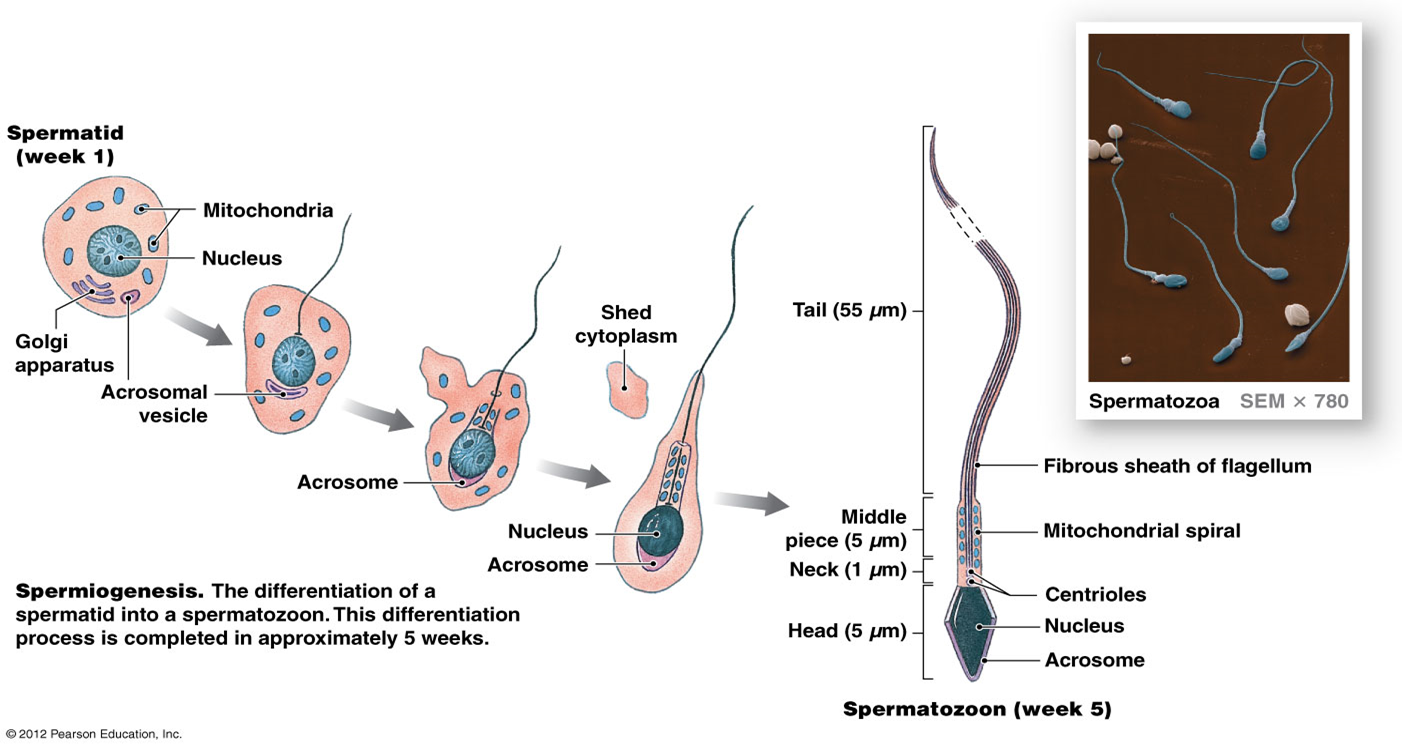 Spermatid
(week 1)
Mitochondria
Nucleus
Golgi
apparatus
Acrosomal
vesicle
Acrosome
Shed
cytoplasm
Nucleus
Acrosome
Spermiogenesis. The differentiation of a
spermatid into a spermatozoon. This differentiation
process is completed in approximately 5 weeks.
Tail (55 µm)
Middle
piece (5 µm)
Neck (1 µm)
Head (5 µm)
Fibrous sheath of flagellum
Mitochondrial spiral
Centrioles
Nucleus
Acrosome
Spermatozoon (week 5)
Spermatozoa SEM × 780
© 2012 Pearson Education, Inc.